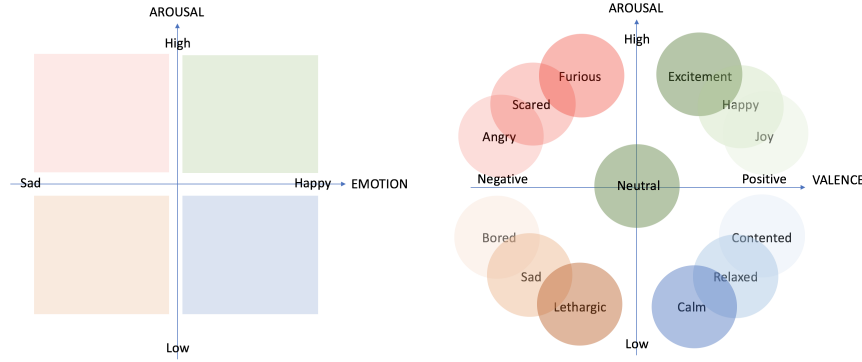 AROUSAL
High
Sad
Happy
EMOTION
Low
AROUSAL
High
Furious
Excitement
Scared
Happy
Angry
Joy
Negative
Neutral
Positive
VALENCE
Bored
Contented
Sad
Relaxed
Lethargic
Calm
Low